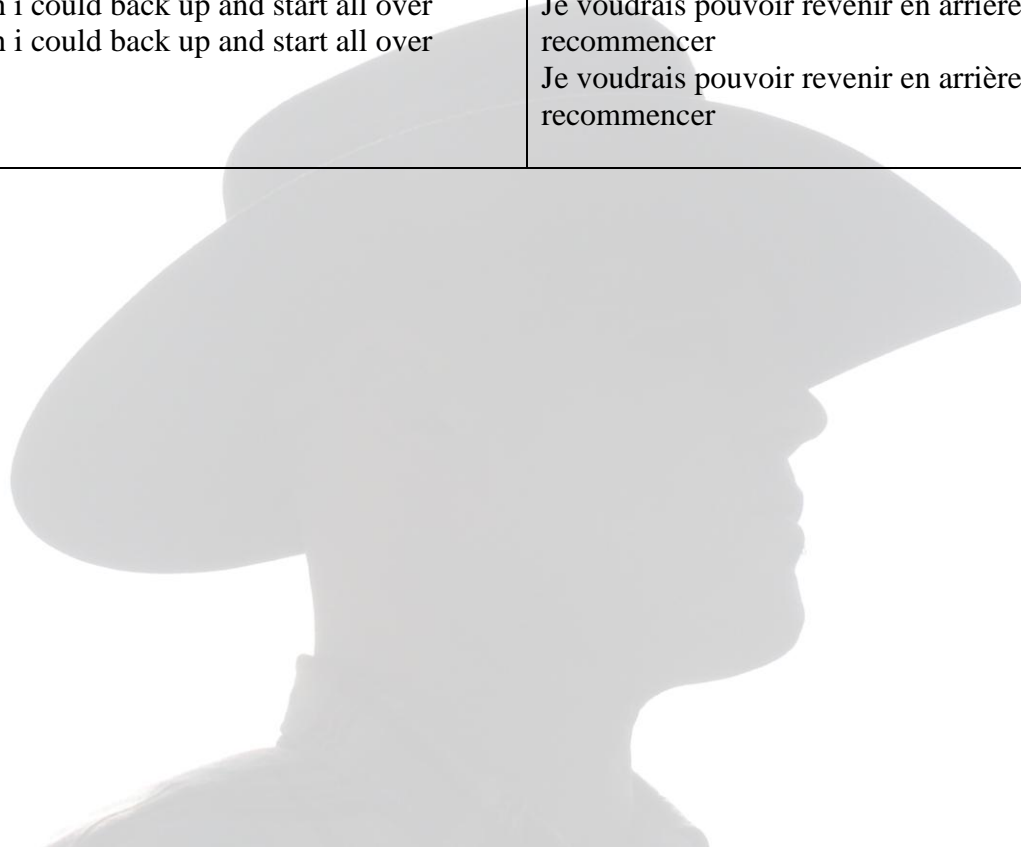 i could back up and start all over
i could back up and start all over
Je voudrais pouvoir revenir en arrière
recommencer
Je voudrais pouvoir revenir en arrière
recommencer